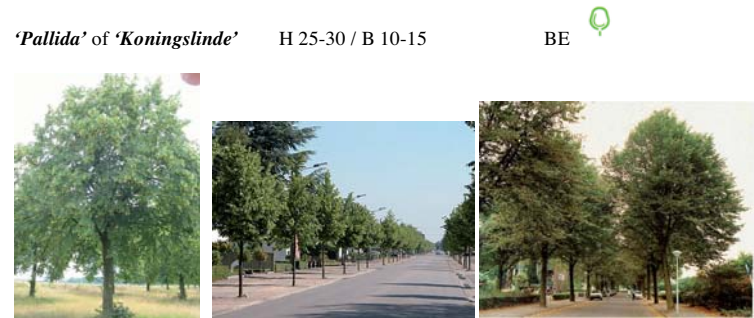 ‘Pallida’ of ‘Koningslinde’ H 25-30 / B 10-15 BE